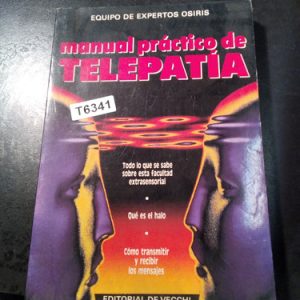 EQUIPO DE EXPERTOS OSIRIS
manual práctico de
TELEPATÍA
T6341
Todo lo que se sabe
sobre esta facultad
extrasensorial
Qué es el halo
Cómo transmitir
y recibir
los mensajes
EDITORIAL DE VECCHI